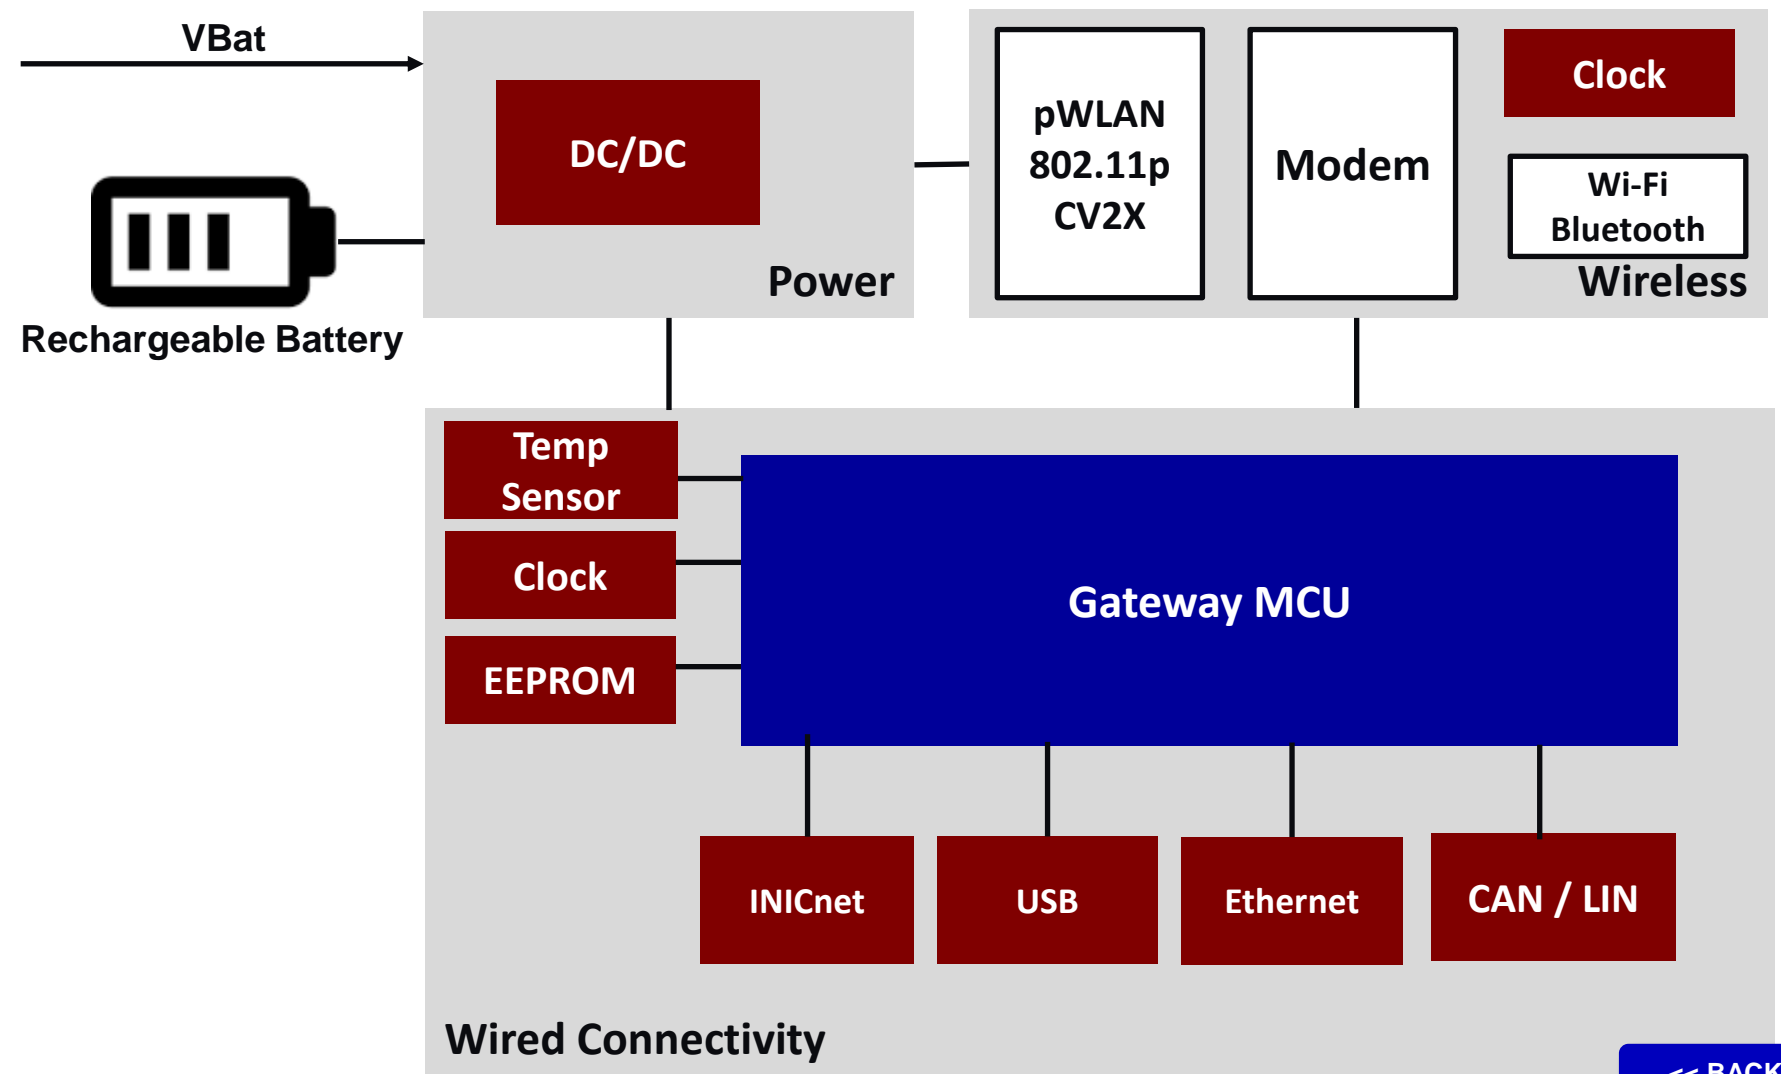 VBat
DC/DC
Power
Rechargeable Battery
pWLAN
802.11p
CV2X
Modem
Clock
Wi-Fi
Bluetooth
Wireless
Temp
Sensor
Clock
EEPROM
Gateway MCU
INICnet
USB
Ethernet
CAN / LIN
Wired Connectivity
<< BACK